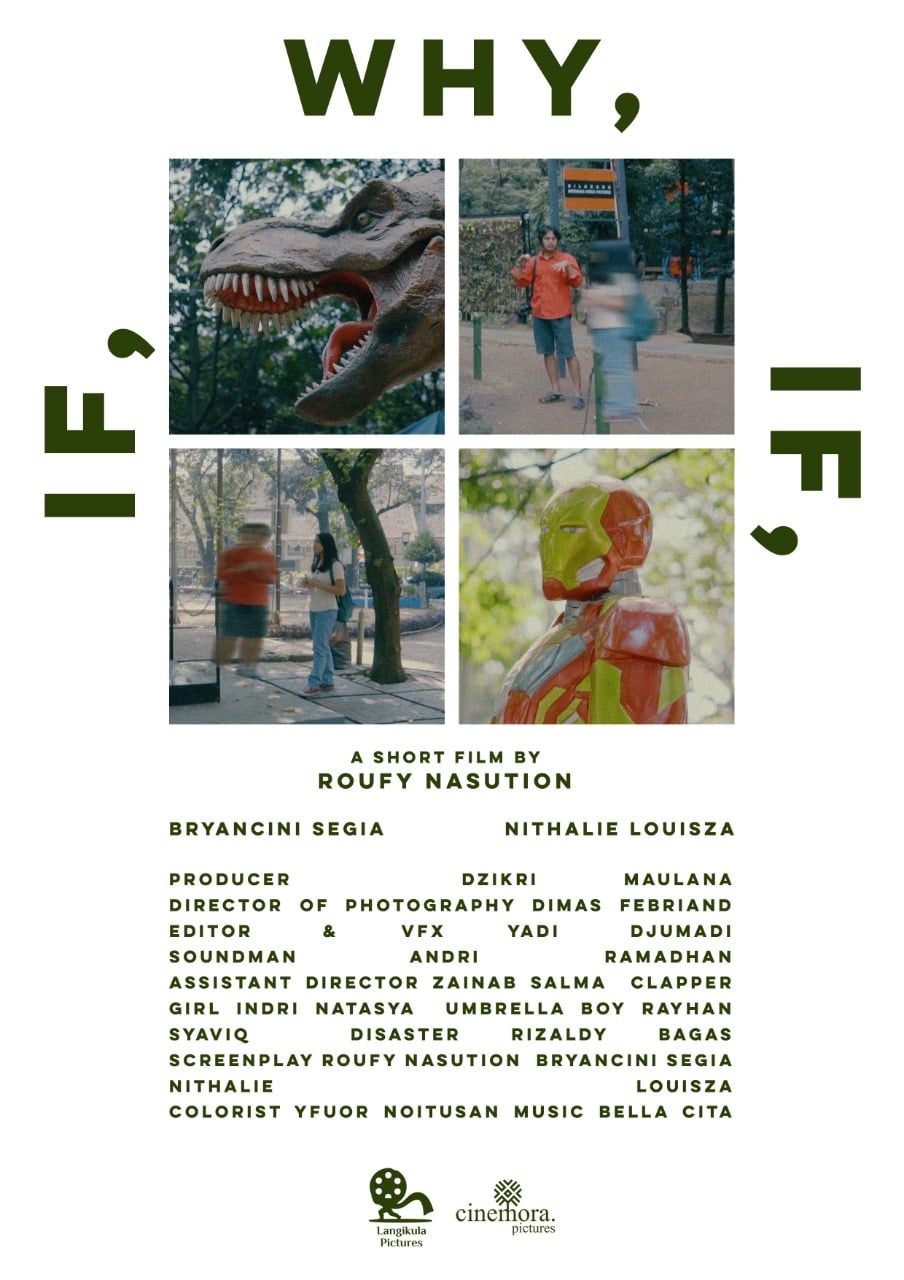 WHY,
IF,
IF,
A SHORT FILM BY
ROUFY NASUTION
BRYANCINI SEGIA NITHALIE LOUISZA
PRODUCER DZIKRI MAULANA
DIRECTOR OF PHOTOGRAPHY DIMAS FEBRIAND
EDITOR & VFX YADI DJUMADI
SOUNDMAN ANDRI RAMADHAN
ASSISTANT DIRECTOR ZAINAB SALMA CLAPPER
GIRL INDRI NATASYA UMBRELLA BOY RAYHAN
SYAVIQ DISASTER RIZALDY BAGAS
SCREENPLAY ROUFY NASUTION BRYANCINI SEGIA
NITHALIE LOUISZA
COLORIST YFUOR NOITUSAN MUSIC BELLA CITA
Langikula
Pictures
cinemora.
pictures